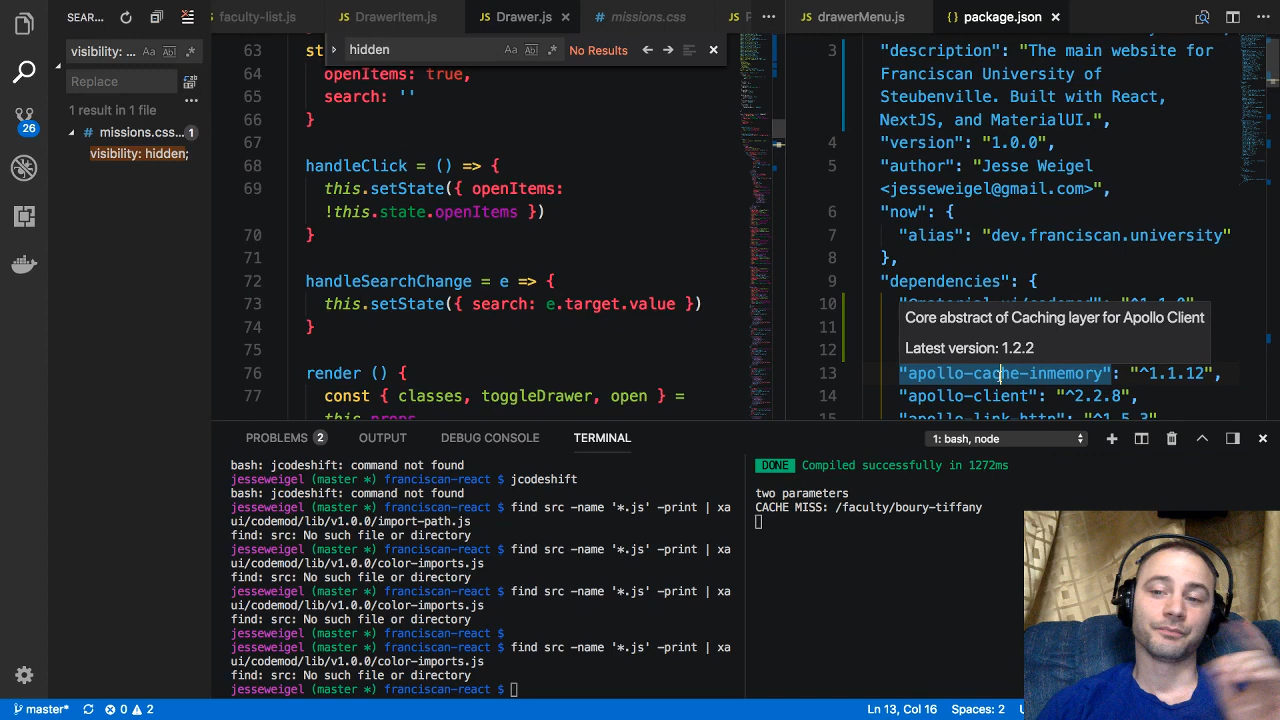 faculty-list.js
DrawerItem.js
Drawer.js
missions.css
drawerMenu.js
package.json
SEAR...
visibility: ...
Aa
Ab
.*
Replace
1 result in 1 file
missions.css...
1
visibility: hidden;
26
hidden
Aa
Ab
.*
No Results
63
64 openItems: true,
65 search: ''
66 }
67
68 handleClick = () => {
69 this.setState({ openItems:
!this.state.openItems })
70 }
71
72 handleSearchChange = e => {
73 this.setState({ search: e.target.value })
74 }
75
76 render () {
77 const { classes, toggleDrawer, open } =
3 "description": "The main website for
Franciscan University of
Steubenville. Built with React,
NextJS, and MaterialUI.",
4 "version": "1.0.0",
5 "author": "Jesse Weigel
<jesseweigel@gmail.com>",
6 "now": {
7 "alias": "dev.franciscan.university"
8 },
9 "dependencies": {
10
Core abstract of Caching layer for Apollo Client
11
Latest version: 1.2.2
12
13 "apollo-cache-inmemory": "^1.1.12",
14 "apollo-client": "^2.2.8",
15 "apollo-link-http": "^1.5.3"
PROBLEMS 2
OUTPUT
DEBUG CONSOLE
TERMINAL
1: bash, node
bash: jcodeshift: command not found
jesseweigel (master *) franciscan-react $ jcodeshift
bash: jcodeshift: command not found
jesseweigel (master *) franciscan-react $ find src -name '*.js' -print | xa
ui/codemod/lib/v1.0.0/import-path.js
find: src: No such file or directory
jesseweigel (master *) franciscan-react $ find src -name '*.js' -print | xa
ui/codemod/lib/v1.0.0/color-imports.js
find: src: No such file or directory
jesseweigel (master *) franciscan-react $ find src -name '*.js' -print | xa
ui/codemod/lib/v1.0.0/color-imports.js
find: src: No such file or directory
jesseweigel (master *) franciscan-react $
jesseweigel (master *) franciscan-react $ find src -name '*.js' -print | xa
ui/codemod/lib/v1.0.0/color-imports.js
find: src: No such file or directory
jesseweigel (master *) franciscan-react $
DONE Compiled successfully in 1272ms
two parameters
CACHE MISS: /faculty/boury-tiffany
master*
0
2
Ln 13, Col 16
Spaces: 2